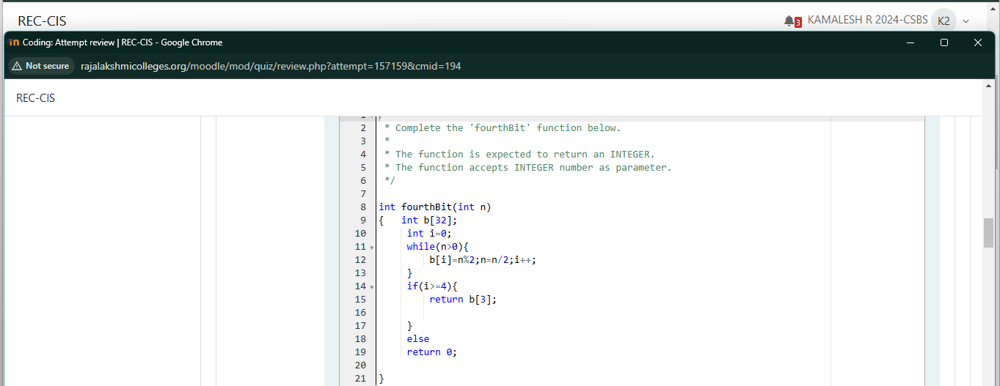 REC-CIS
3 KAMALESH R 2024-CSBS K2
Coding: Attempt review | REC-CIS - Google Chrome
Not secure rajalakshmicolleges.org/moodle/mod/quiz/review.php?attempt=157159&cmid=194
REC-CIS
1
2 * Complete the 'fourthBit' function below.
3 *
4 * The function is expected to return an INTEGER.
5 * The function accepts INTEGER number as parameter.
6 */
7
8 int fourthBit(int n)
9 { int b[32];
10 int i=0;
11 while(n>0){
12 b[i]=n%2;n=n/2;i++;
13 }
14 if(i>=4){
15 return b[3];
16
17 }
18 else
19 return 0;
20
21 }